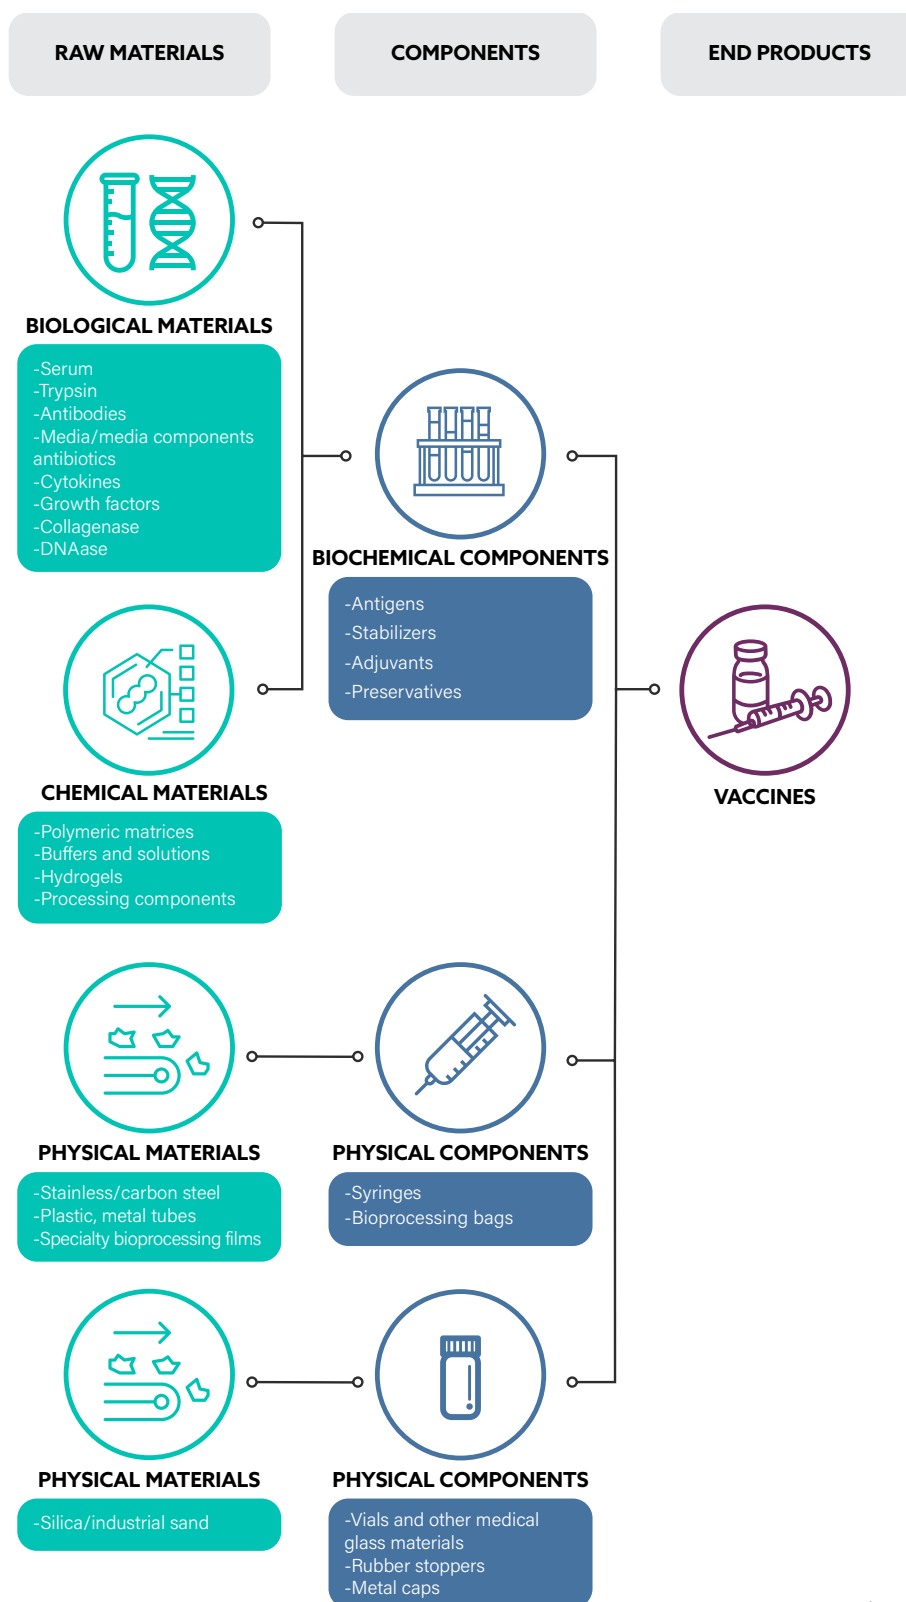 RAW MATERIALS
COMPONENTS
END PRODUCTS
BIOLOGICAL MATERIALS
-Serum
-Trypsin
-Antibodies
-Media/media components
antibiotics
-Cytokines
-Growth factors
-Collagenase
-DNAase
BIOCHEMICAL COMPONENTS
-Antigens
-Stabilizers
-Adjuvants
-Preservatives
VACCINES
CHEMICAL MATERIALS
-Polymeric matrices
-Buffers and solutions
-Hydrogels
-Processing components
PHYSICAL MATERIALS
-Stainless/carbon steel
-Plastic, metal tubes
-Specialty bioprocessing films
PHYSICAL COMPONENTS
-Syringes
-Bioprocessing bags
PHYSICAL MATERIALS
-Silica/industrial sand
PHYSICAL COMPONENTS
-Vials and other medical
glass materials
-Rubber stoppers
-Metal caps